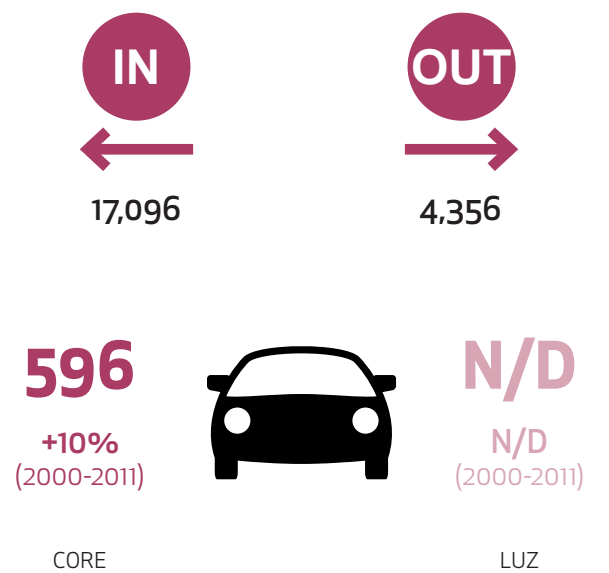 IN OUT
17,096 4,356
596 N/D
+10% N/D
(2000-2011) (2000-2011)
CORE LUZ